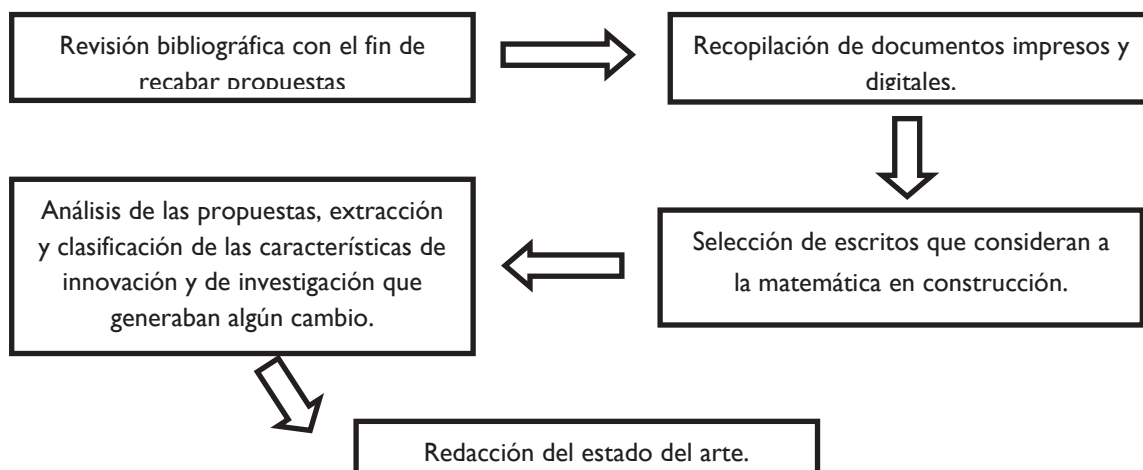 Revisión bibliográfica con el fin de
recabar propuestas
Recopilación de documentos impresos y
digitales.
Selección de escritos que consideran a
la matemática en construcción.
Análisis de las propuestas, extracción
y clasificación de las características de
innovación y de investigación que
generaban algún cambio.
Redacción del estado del arte.